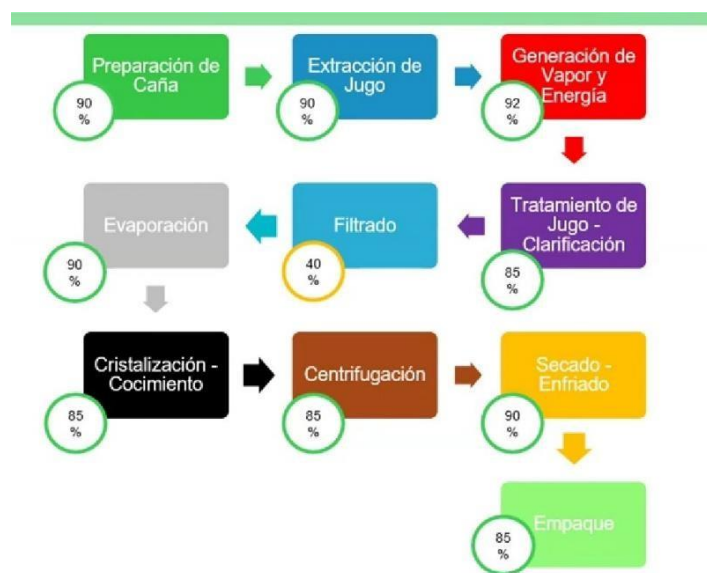 Preparación de
Caña
90
%
Extracción de
Jugo
90
%
Generación de
Vapor y
Energía
92
%
Tratamiento de
Jugo -
Clarificación
85
%
Filtrado
40
%
Evaporación
90
%
Cristalización -
Cocimiento
85
%
Centrifugación
85
%
Secado -
Enfriado
90
%
Empaque
85
%